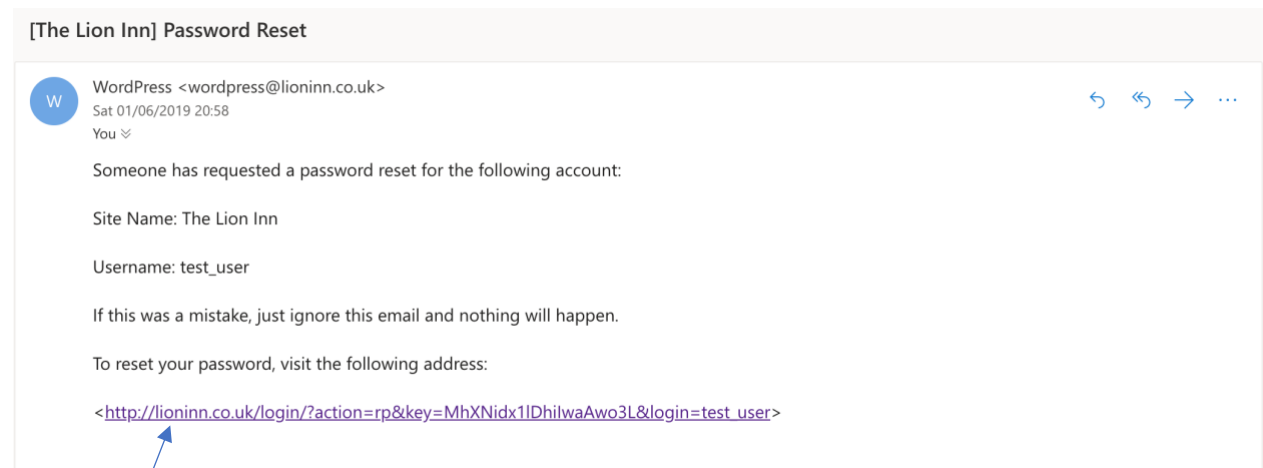 [The Lion Inn] Password Reset
W
WordPress <wordpress@lioninn.co.uk>
Sat 01/06/2019 20:58
You
Someone has requested a password reset for the following account:
Site Name: The Lion Inn
Username: test_user
If this was a mistake, just ignore this email and nothing will happen.
To reset your password, visit the following address:
<http://lioninn.co.uk/login/?action=rp&key=MhXNidx1lDhiIwaAwo3L&login=test_user>